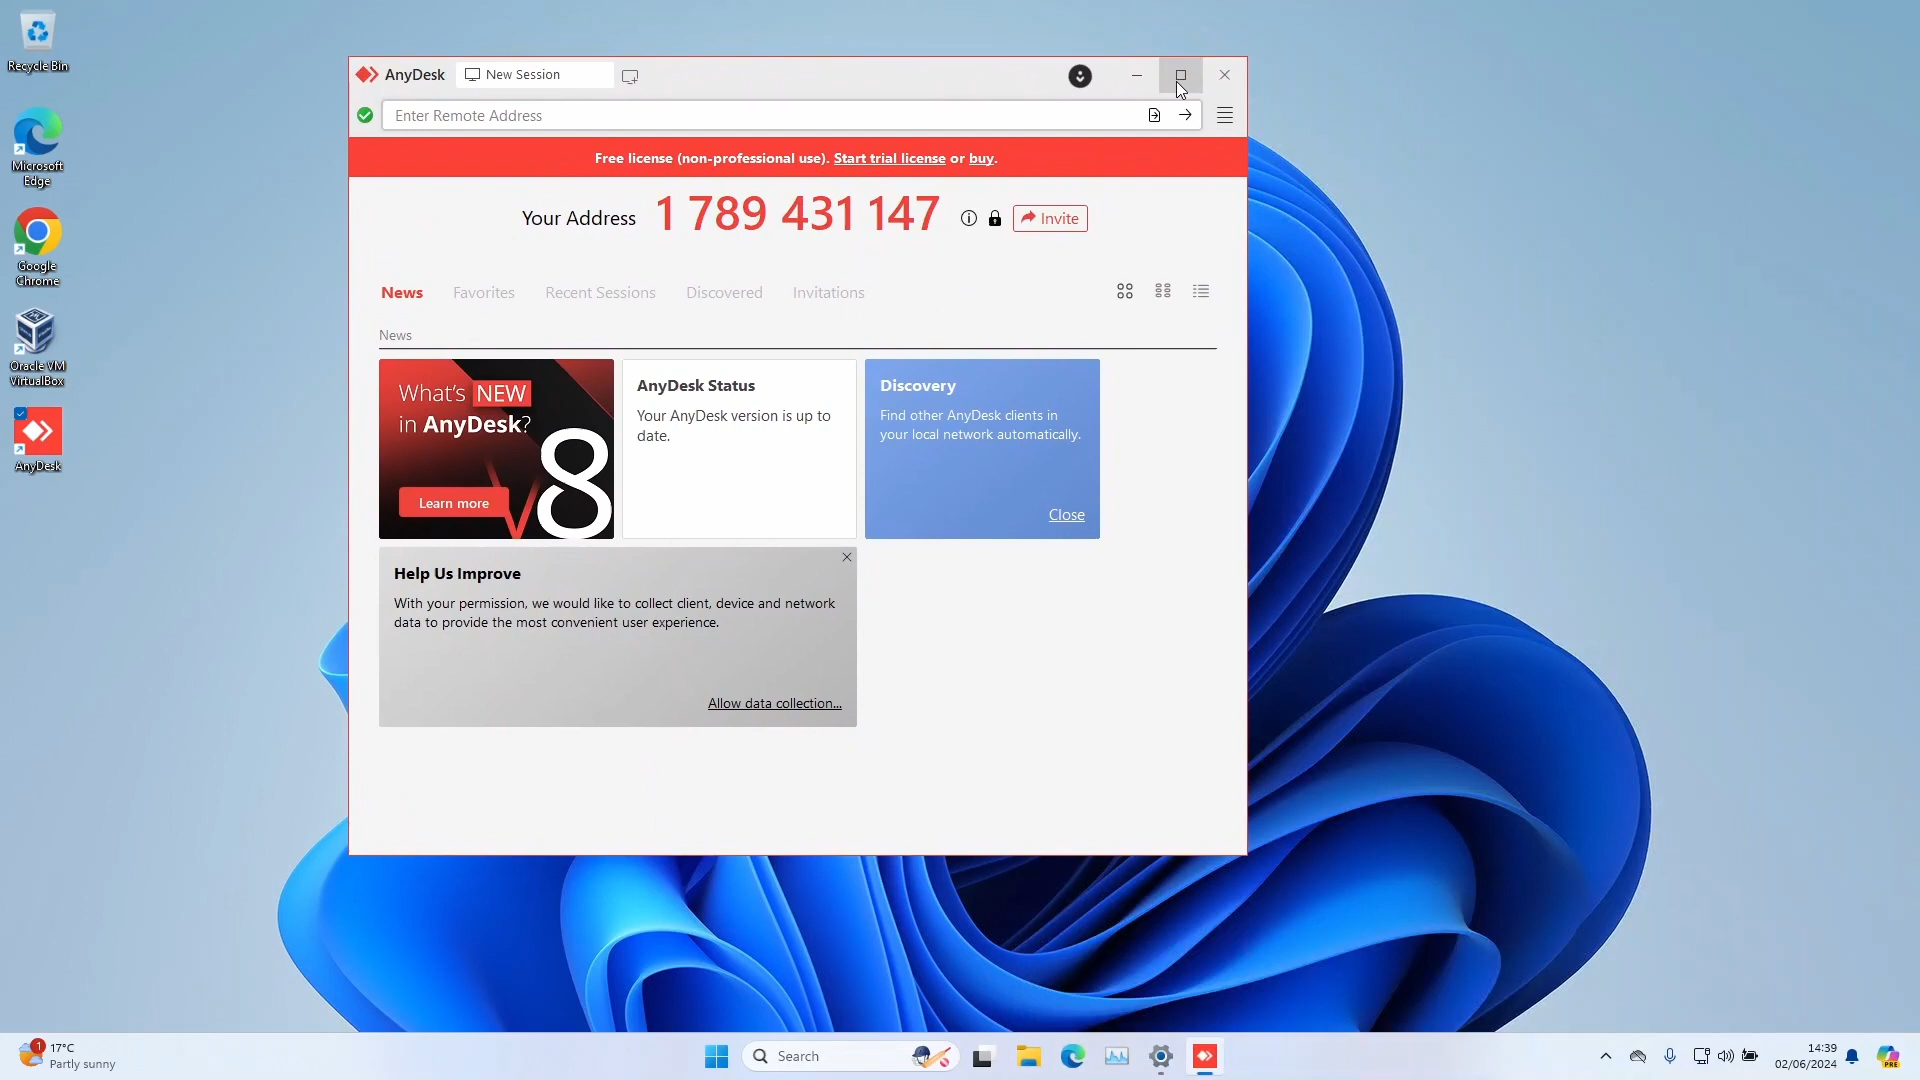 Recycle Bin
Microsoft
Edge
Google
Chrome
Oracle VM
VirtualBox
AnyDesk
AnyDesk
New Session
Enter Remote Address
Free license (non-professional use). Start trial license or buy.
Your Address 1 789 431 147
Invite
News
Favorites
Recent Sessions
Discovered
Invitations
News
What's NEW
in AnyDesk?
V8
Learn more
AnyDesk Status
Your AnyDesk version is up to
date.
Discovery
Find other AnyDesk clients in
your local network automatically.
Close
Help Us Improve
With your permission, we would like to collect client, device and network
data to provide the most convenient user experience.
Allow data collection...
1
17°C
Partly sunny
Search
14:39
02/06/2024
PRE